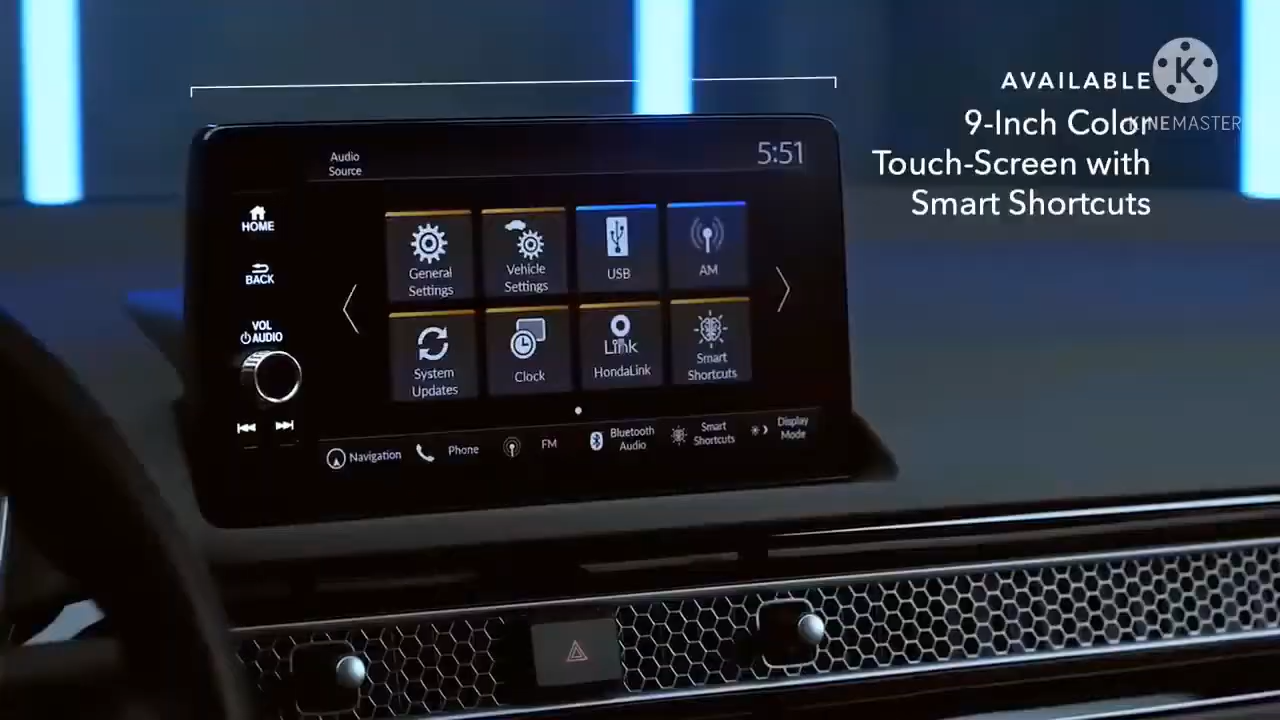 AVAILABLE
K
KINEMASTER
9-Inch Color
Touch-Screen with
Smart Shortcuts
Audio
Source
5:51
HOME
BACK
VOL
AUDIO
General
Settings
Vehicle
Settings
USB
AM
System
Updates
Clock
Link
HondaLink
Smart
Shortcuts
Navigation
Phone
FM
Bluetooth
Audio
Smart
Shortcuts
Display
Mode